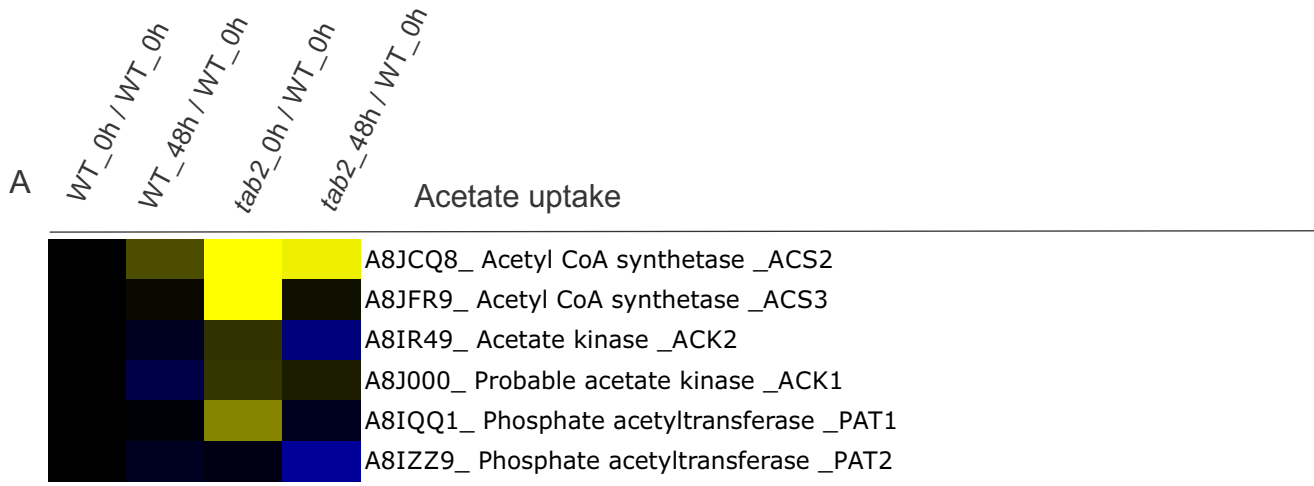 WT_0h / WT_0h
WT_48h / WT_0h
tab2_0h / WT_0h
tab2_48h / WT_0h
A
Acetate uptake
A8JCQ8_ Acetyl CoA synthetase _ACS2
A8JFR9_ Acetyl CoA synthetase _ACS3
A8IR49_ Acetate kinase _ACK2
A8J000_ Probable acetate kinase _ACK1
A8IQQ1_ Phosphate acetyltransferase _PAT1
A8IZZ9_ Phosphate acetyltransferase _PAT2